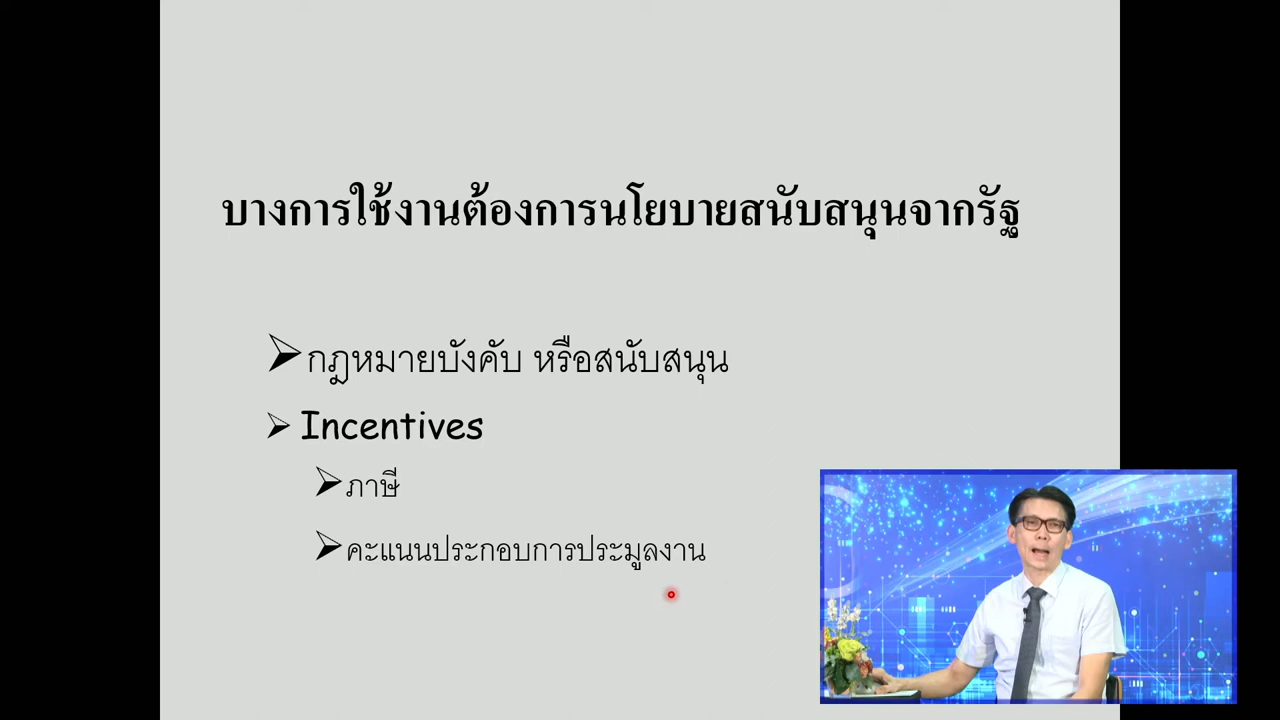 บางการใช้งานต้องการนโยบายสนับสนุนจากรัฐ
กฎหมายบังคับ หรือสนับสนุน
Incentives
ภาษี
คะแนนประกอบการประมูลงาน